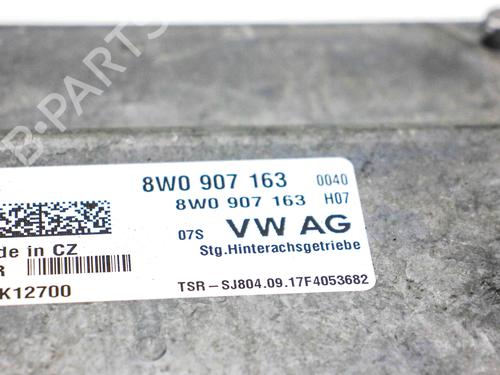 B-PARTS
8W0 907 163 0040
8W0 907 163 H07
07S VW AG
Stg.Hinterachsgetriebe
in CZ
R
K12700
TSR-SJ804.09.17F4053682